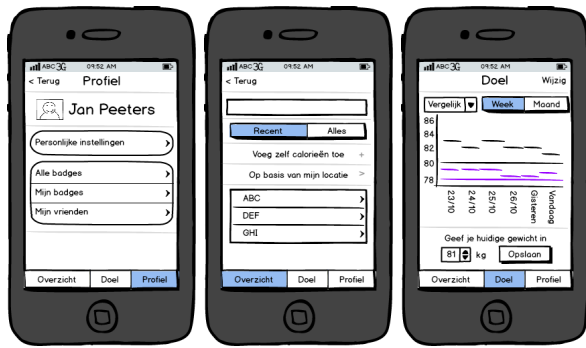 ABC 3G 09:52 AM
< Terug Profiel
Jan Peeters
Persoonlijke instellingen >
Alle badges >
Mijn badges >
Mijn vrienden >
Overzicht Doel Profiel
ABC 3G 09:52 AM
< Terug
Recent Alles
Voeg zelf calorieën toe +
Op basis van mijn locatie >
ABC >
DEF >
GHI >
Overzicht Doel Profiel
ABC 3G 09:52 AM
Doel Wijzig
Vergelijk Week Maand
86
84
82
80
78
23/10 24/10 25/10 26/10 Gisteren Vandaag
Geef je huidige gewicht in
81 kg Opslaan
Overzicht Doel Profiel